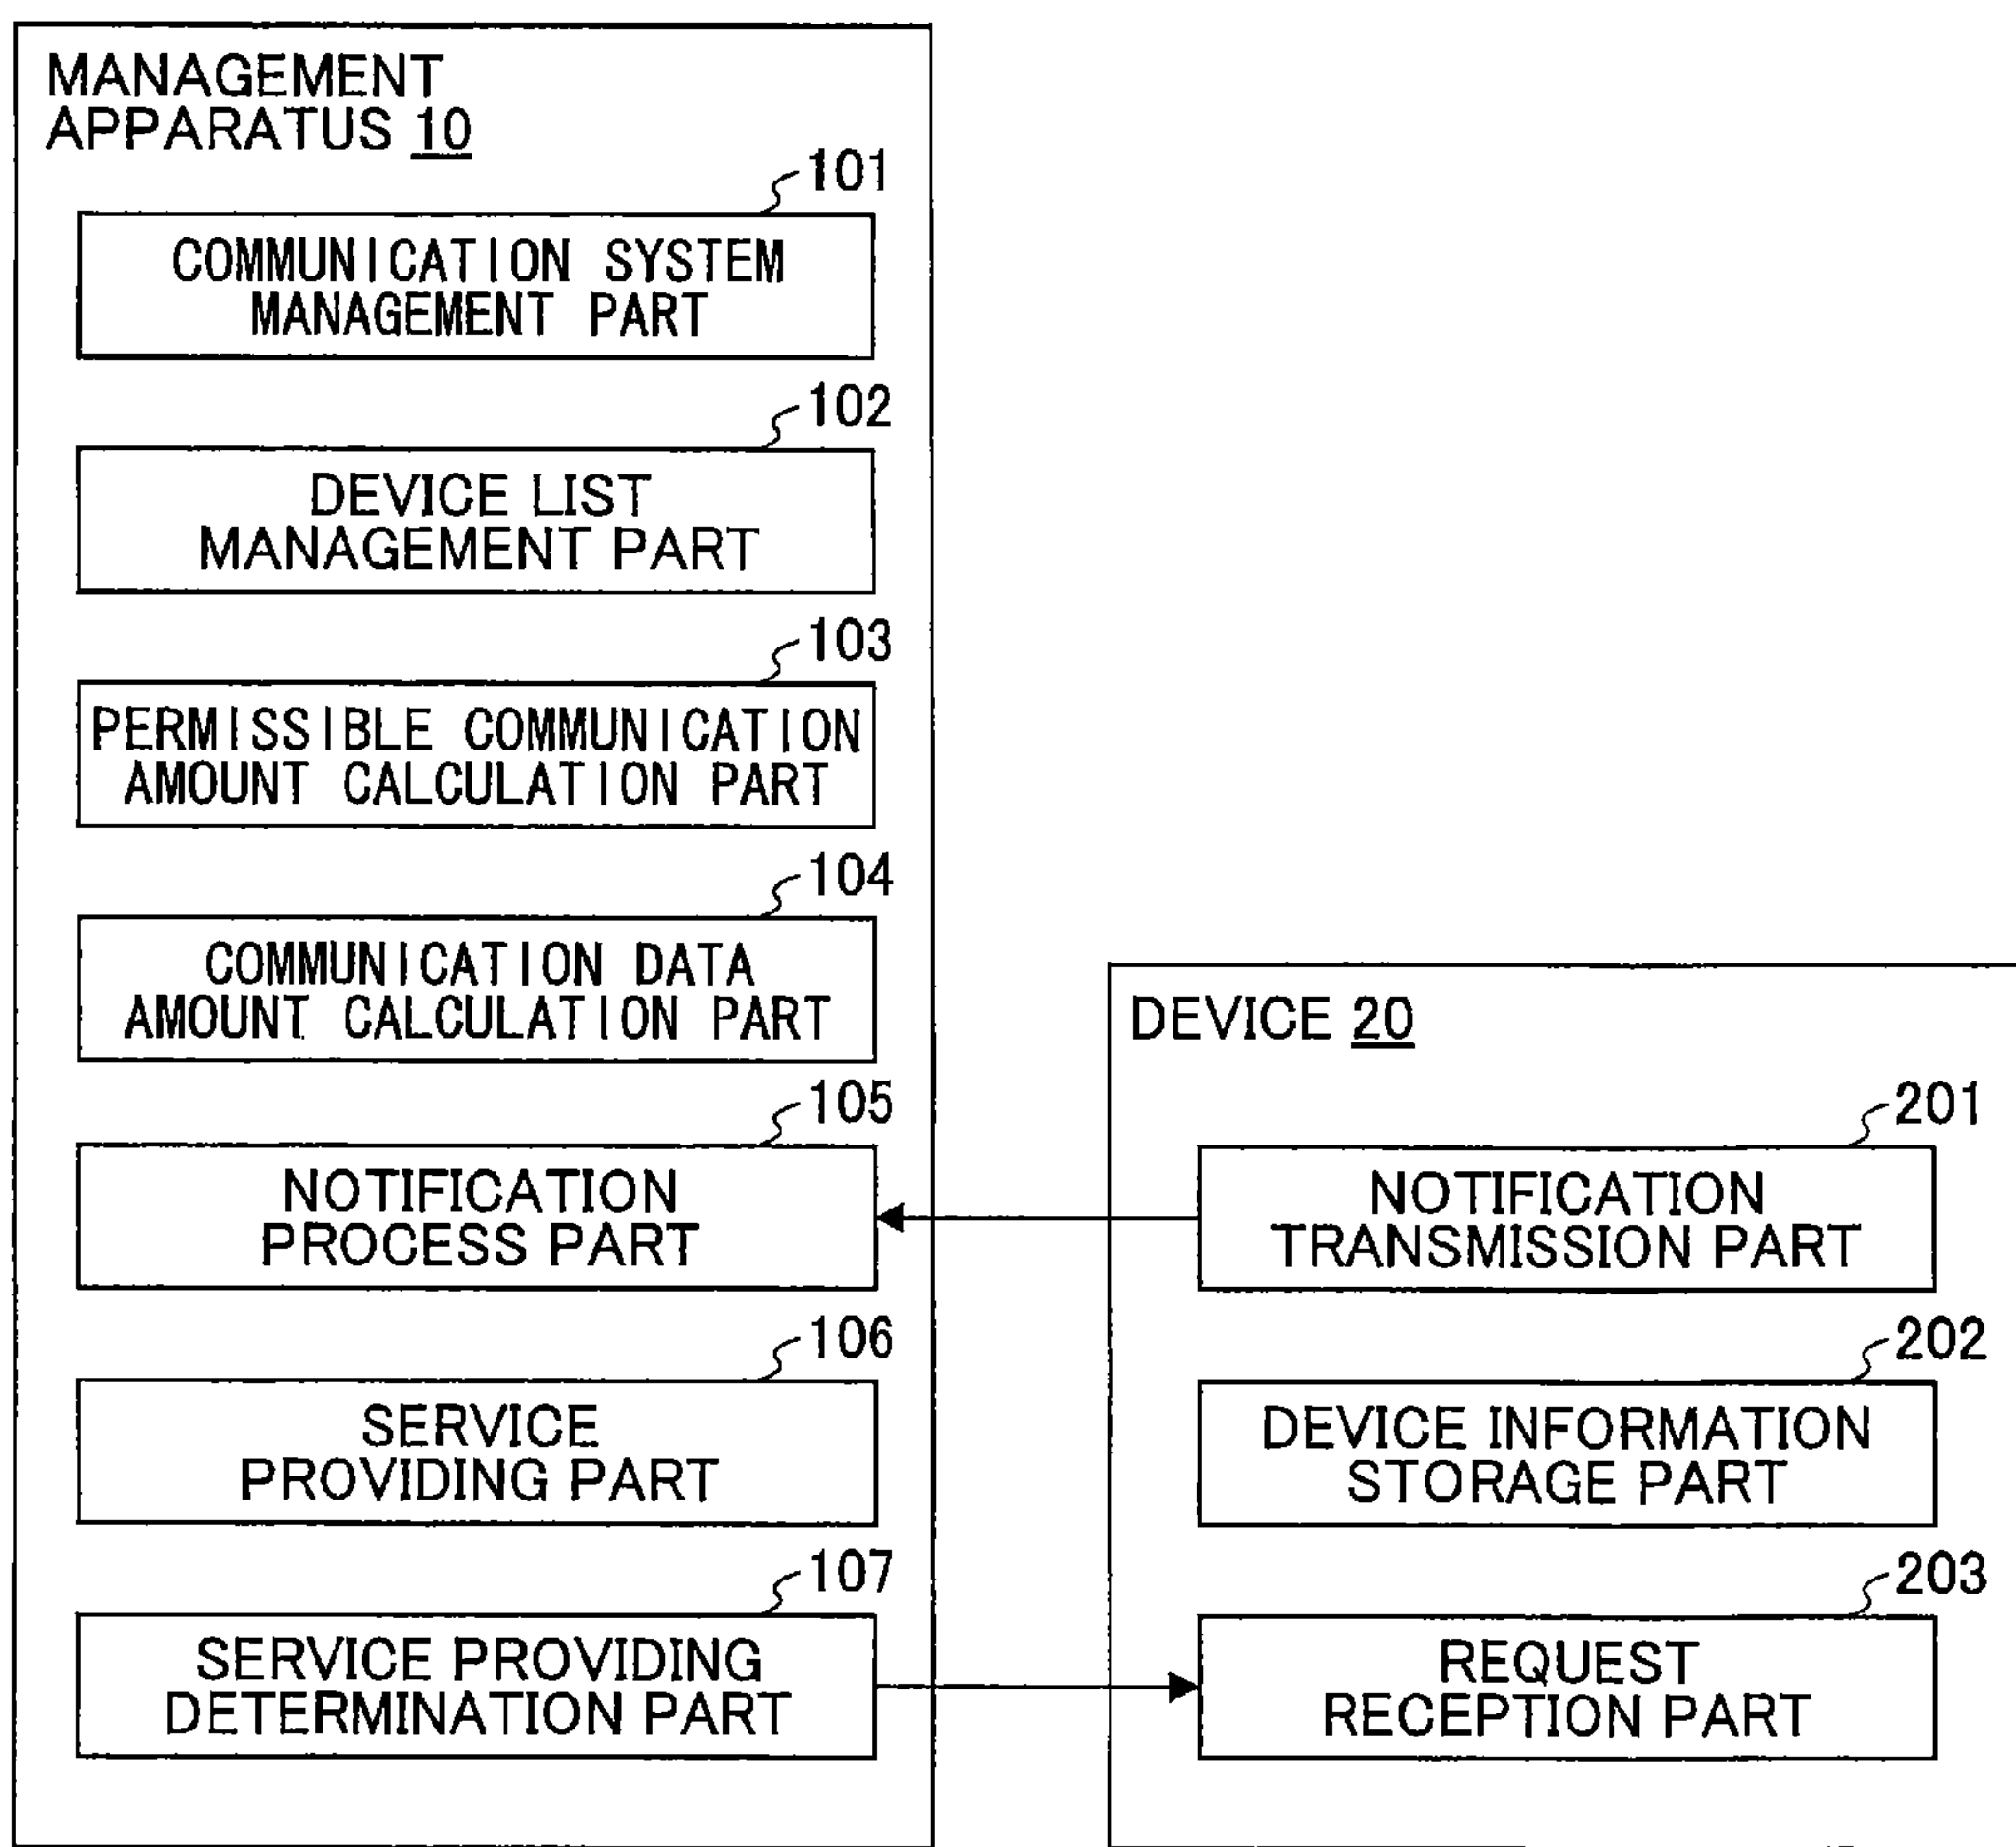 MANAGEMENT
APPARATUS 10
101
COMMUNICATION SYSTEM
MANAGEMENT PART
102
DEVICE LIST
MANAGEMENT PART
103
PERMISSIBLE COMMUNICATION
AMOUNT CALCULATION PART
104
COMMUNICATION DATA
AMOUNT CALCULATION PART
105
NOTIFICATION
PROCESS PART
106
SERVICE
PROVIDING PART
107
SERVICE PROVIDING
DETERMINATION PART
DEVICE 20
201
NOTIFICATION
TRANSMISSION PART
202
DEVICE INFORMATION
STORAGE PART
203
REQUEST
RECEPTION PART